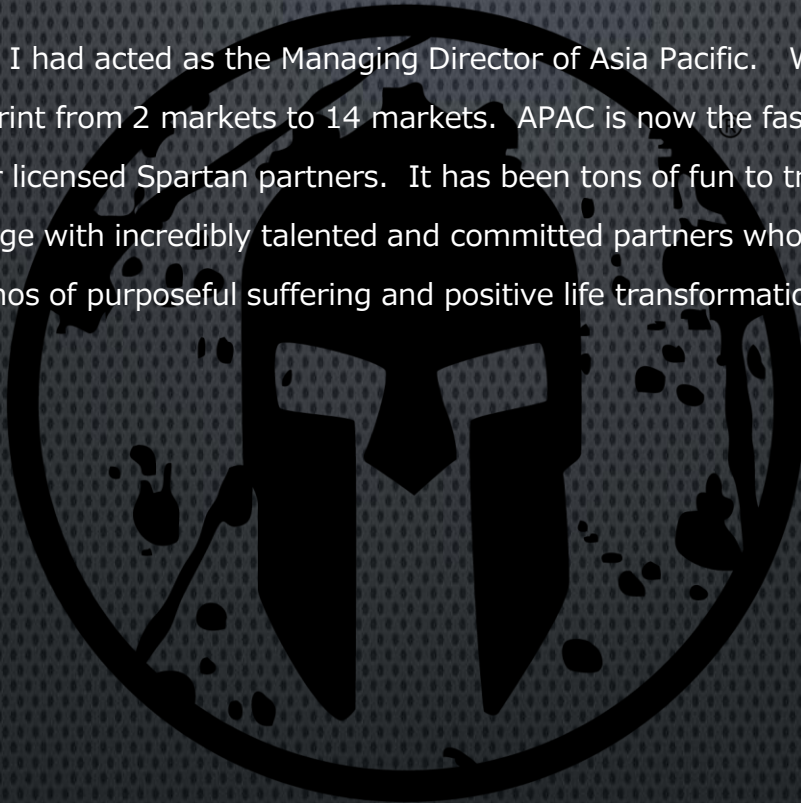 I had acted as the Managing Director of Asia Pacific.
rint from 2 markets to 14 markets. APAC is now the fas
licensed Spartan partners. It has been tons of fun to tr
ge with incredibly talented and committed partners who
nos of purposeful suffering and positive life transformatio
®